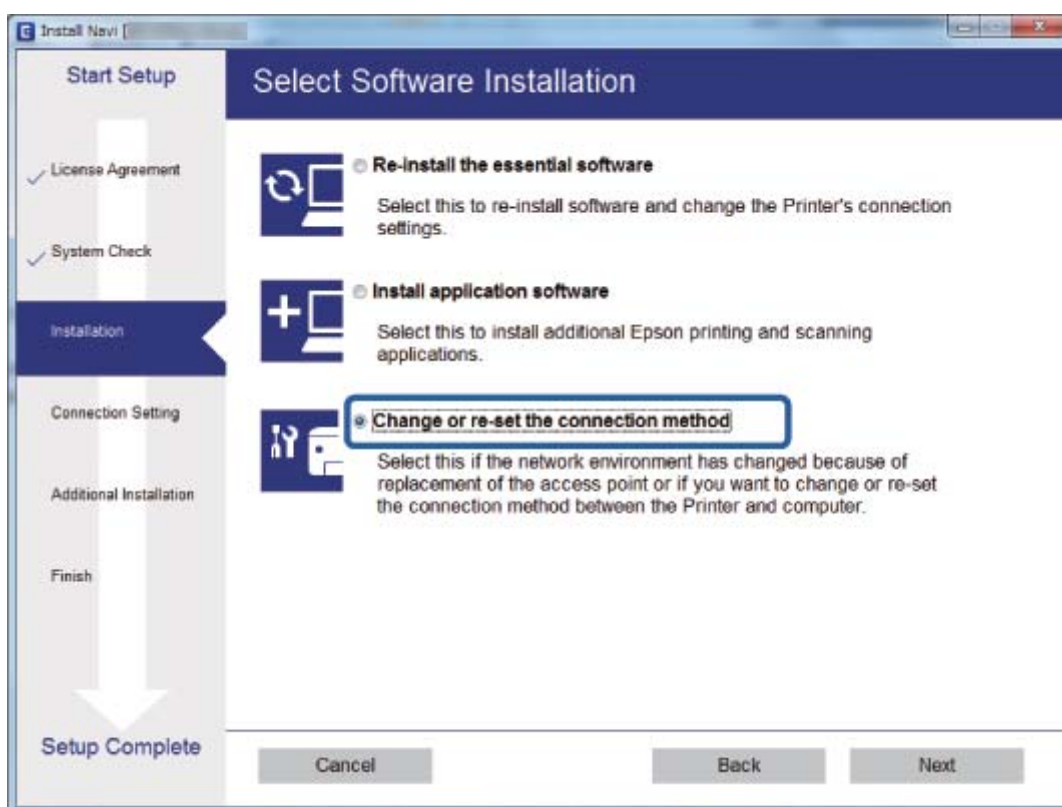 Install Navi [
Start Setup
License Agreement
System Check
Installation
Connection Setting
Additional Installation
Finish
Setup Complete
Select Software Installation
Re-install the essential software
Select this to re-install software and change the Printer's connection
settings.
Install application software
Select this to install additional Epson printing and scanning
applications.
Change or re-set the connection method
Select this if the network environment has changed because of
replacement of the access point or if you want to change or re-set
the connection method between the Printer and computer.
Cancel
Back
Next